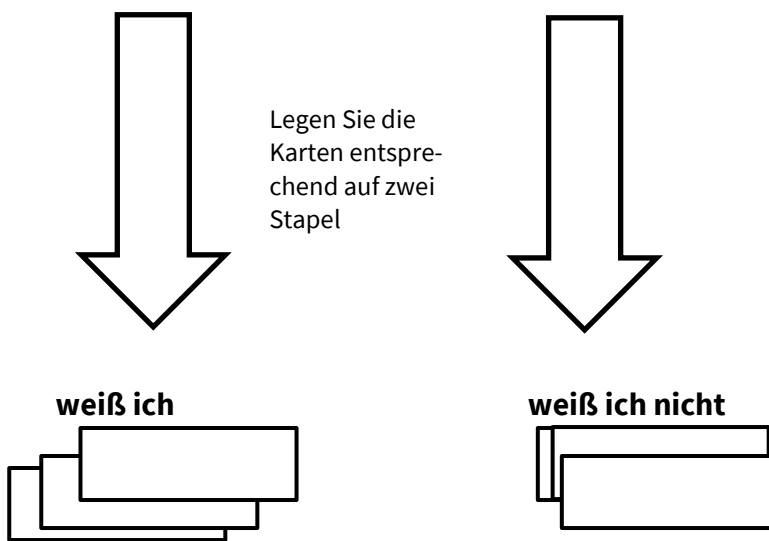 Legen Sie die
Karten entspre-
chend auf zwei
Stapel
weiß ich
weiß ich nicht